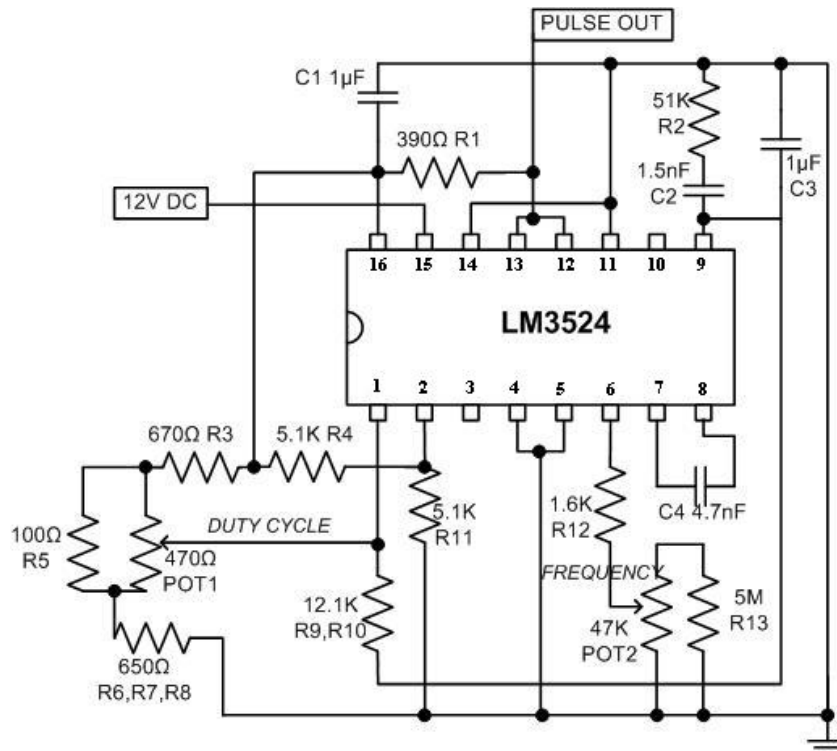 PULSE OUT
C1 1µF
51K
R2
390Ω R1
1µF
C3
1.5nF
C2
12V DC
16 15 14 13 12 11 10 9
LM3524
1 2 3 4 5 6 7 8
670Ω R3
5.1K R4
5.1K
R11
1.6K
R12
C4 4.7nF
100Ω
R5
DUTY CYCLE
470Ω
POT1
FREQUENCY
12.1K
R9,R10
47K
POT2
5M
R13
650Ω
R6,R7,R8